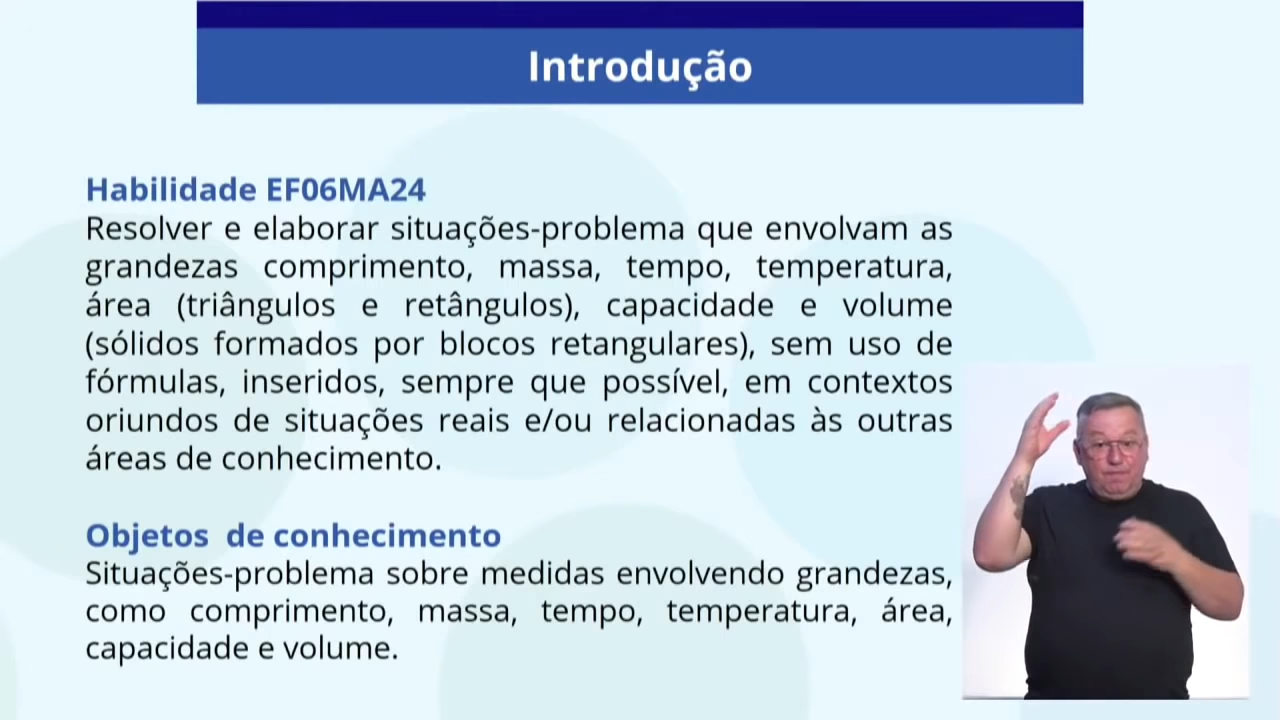 Introdução
Habilidade EF06MA24
Resolver e elaborar situações-problema que envolvam as
grandezas comprimento, massa, tempo, temperatura,
área (triângulos e retângulos), capacidade e volume
(sólidos formados por blocos retangulares), sem uso de
fórmulas, inseridos, sempre que possível, em contextos
oriundos de situações reais e/ou relacionadas às outras
áreas de conhecimento.
Objetos  de conhecimento
Situações-problema sobre medidas envolvendo grandezas,
como comprimento, massa, tempo, temperatura, área,
capacidade e volume.